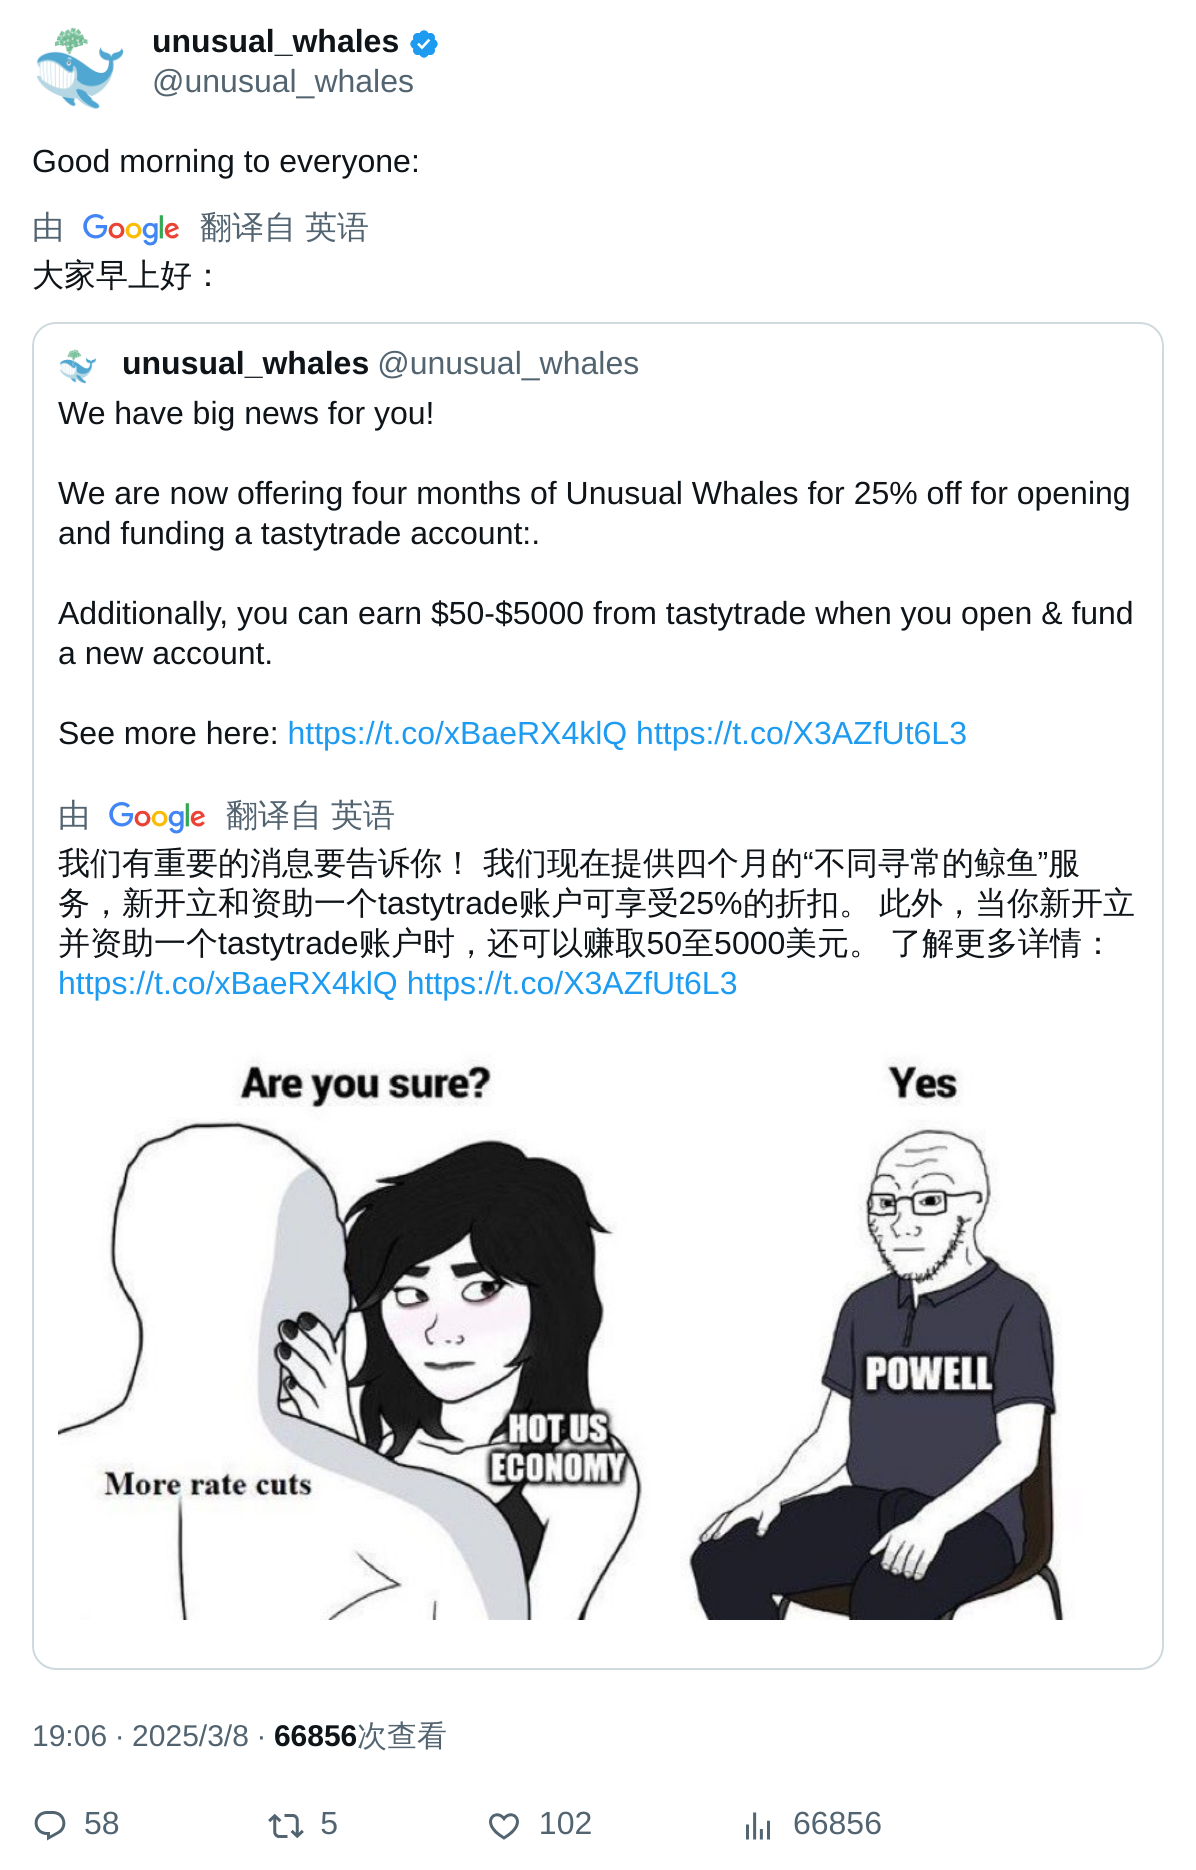 unusual_whales
@unusual_whales
Good morning to everyone:
由 Google 翻译自 英语
大家早上好：
unusual_whales @unusual_whales
We have big news for you!
We are now offering four months of Unusual Whales for 25% off for opening
and funding a tastytrade account:.
Additionally, you can earn $50-$5000 from tastytrade when you open & fund
a new account.
See more here: https://t.co/xBaeRX4klQ https://t.co/X3AZfUt6L3
由 Google 翻译自 英语
我们有重要的消息要告诉你！ 我们现在提供四个月的“不同寻常的鲸鱼”服
务，新开立和资助一个tastytrade账户可享受25%的折扣。 此外，当你新开立
并资助一个tastytrade账户时，还可以赚取50至5000美元。 了解更多详情：
https://t.co/xBaeRX4klQ https://t.co/X3AZfUt6L3
Are you sure?
Yes
POWELL
HOT US
ECONOMY
More rate cuts
19:06 · 2025/3/8 · 66856次查看
58 5 102 66856